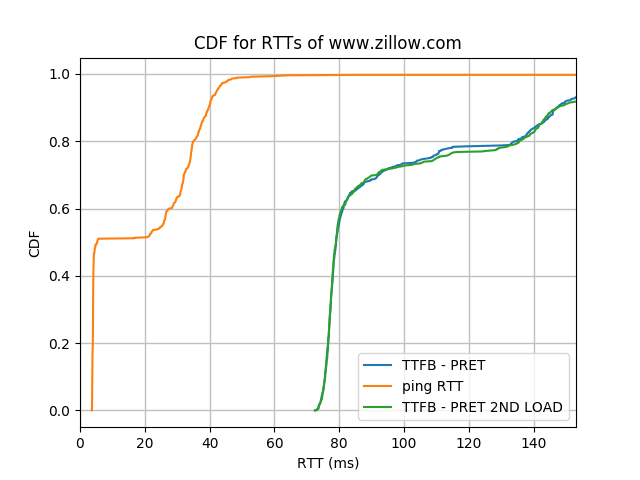 CDF for RTTs of www.zillow.com
1.0
0.8
0.6
0.4
0.2
0.0
CDF
0 20 40 60 80 100 120 140
RTT (ms)
TTFB - PRET
ping RTT
TTFB - PRET 2ND LOAD